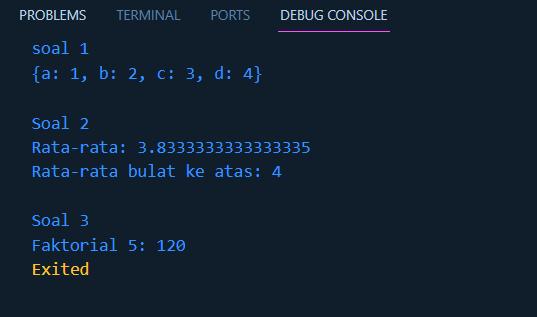 PROBLEMS TERMINAL PORTS DEBUG CONSOLE
soal 1
{a: 1, b: 2, c: 3, d: 4}
Soal 2
Rata-rata: 3.8333333333333335
Rata-rata bulat ke atas: 4
Soal 3
Faktorial 5: 120
Exited